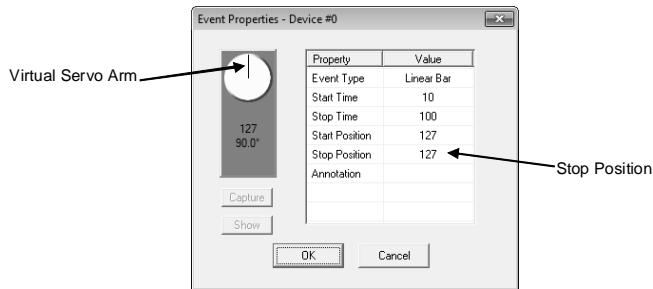 Event Properties - Device #0
Virtual Servo Arm
Property Value
Event Type Linear Bar
Start Time 10
Stop Time 100
127
Start Position 127
90.0°
Stop Position 127
Stop Position
Annotation
Capture
Show
OK Cancel